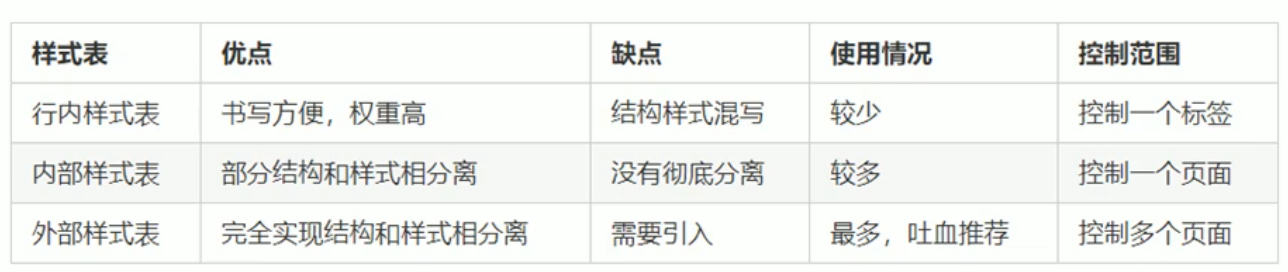 样式表 优点 缺点 使用情况 控制范围
行内样式表 书写方便，权重高 结构样式混写 较少 控制一个标签
内部样式表 部分结构和样式相分离 没有彻底分离 较多 控制一个页面
外部样式表 完全实现结构和样式相分离 需要引入 最多，吐血推荐 控制多个页面